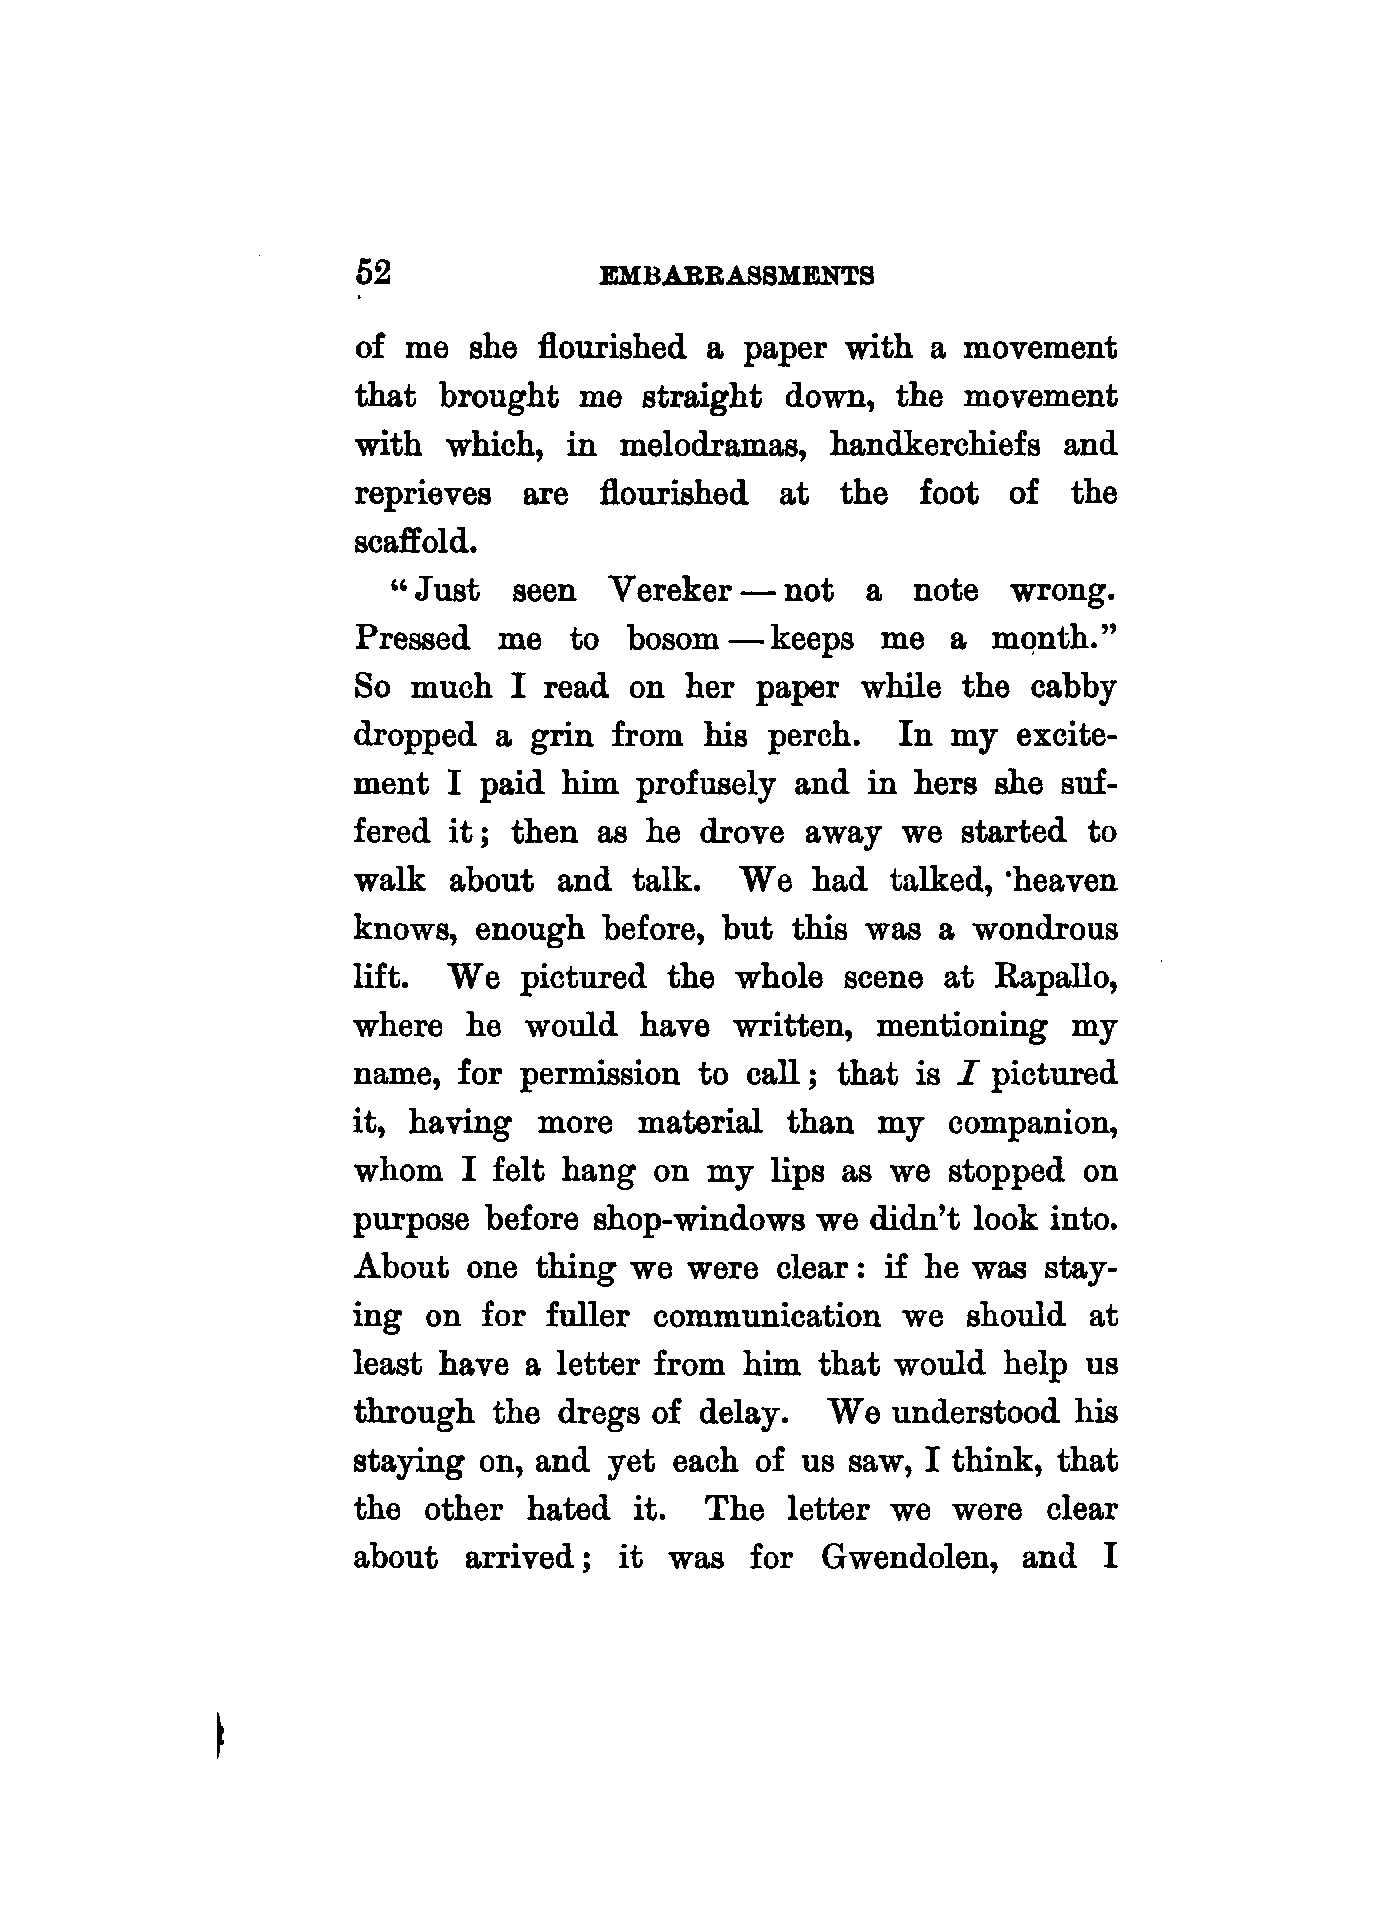 52 EMBARRASSMENTS
of me she flourished a paper with a movement
that brought me straight down, the movement
with which, in melodramas, handkerchiefs and
reprieves are flourished at the foot of the
scaffold.
“Just seen Vereker — not a note wrong.
Pressed me to bosom — keeps me a month.”
So much I read on her paper while the cabby
dropped a grin from his perch. In my excite-
ment I paid him profusely and in hers she suf-
fered it; then as he drove away we started to
walk about and talk. We had talked, heaven
knows, enough before, but this was a wondrous
lift. We pictured the whole scene at Rapallo,
where he would have written, mentioning my
name, for permission to call; that is I pictured
it, having more material than my companion,
whom I felt hang on my lips as we stopped on
purpose before shop-windows we didn’t look into.
About one thing we were clear: if he was stay-
ing on for fuller communication we should at
least have a letter from him that would help us
through the dregs of delay. We understood his
staying on, and yet each of us saw, I think, that
the other hated it. The letter we were clear
about arrived; it was for Gwendolen, and I